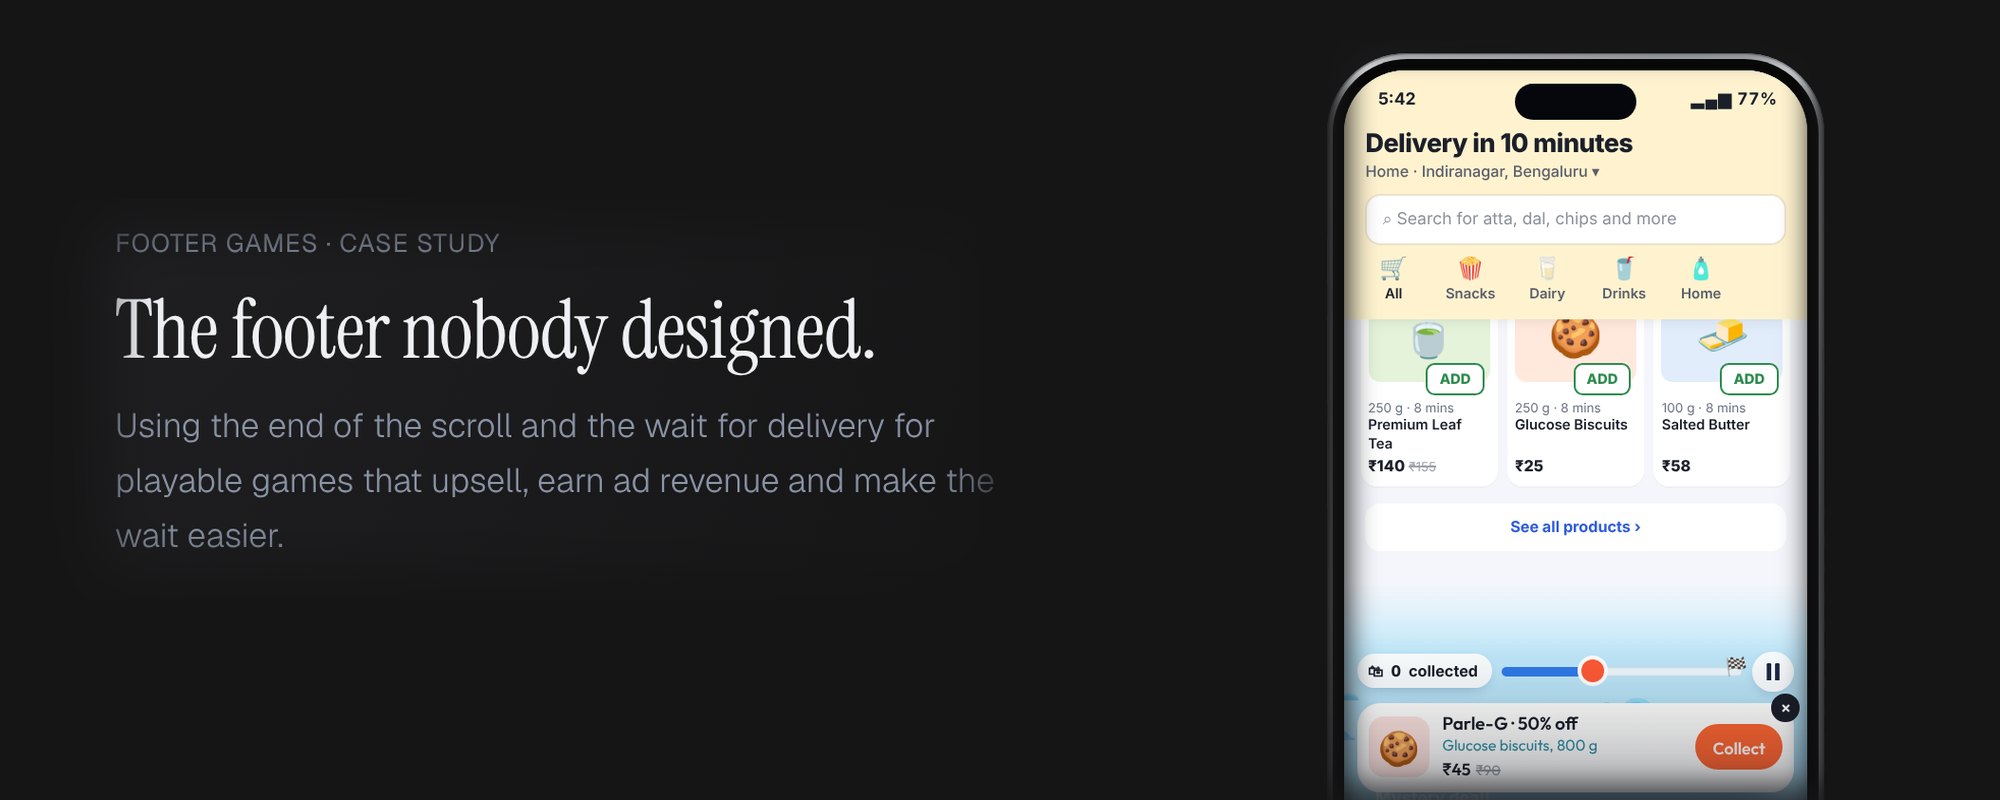 FOOTER GAMES · CASE STUDY
The footer nobody designed.
Using the end of the scroll and the wait for delivery for
playable games that upsell, earn ad revenue and make the
wait easier.
5:42
77%
Delivery in 10 minutes
Home · Indiranagar, Bengaluru ▾
Search for atta, dal, chips and more
All
Snacks
Dairy
Drinks
Home
ADD
ADD
ADD
250 g · 8 mins
Premium Leaf
Tea
₹140 ₹155
250 g · 8 mins
Glucose Biscuits
₹25
100 g · 8 mins
Salted Butter
₹58
See all products ›
0 collected
Parle-G · 50% off
Glucose biscuits, 800 g
₹45 ₹90
Collect